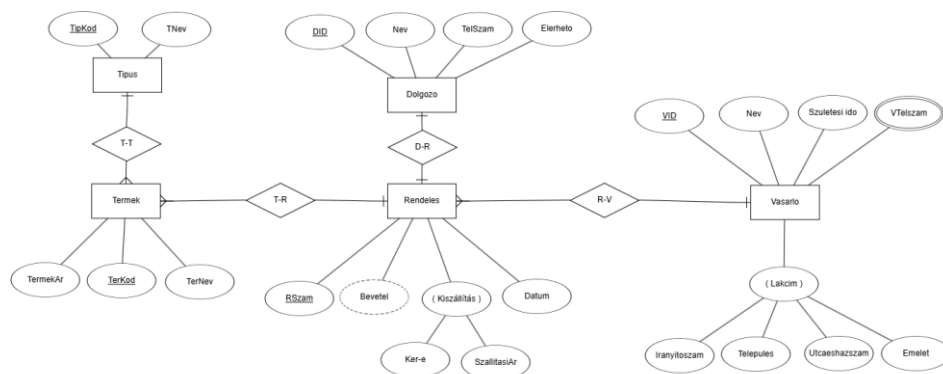 TipKod
TNev
DID
Nev
TelSzam
Elerheto
Tipus
Dolgozo
VID
Nev
Szuletesi ido
VTelszam
T-T
D-R
Termek
T-R
Rendeles
R-V
Vasarlo
TermekAr
TerKod
TerNev
RSzam
Bevetel
( Kiszállítás )
Datum
( Lakcim )
Ker-e
SzallitasiAr
Iranyitoszam
Telepules
Utcaeshazszam
Emelet